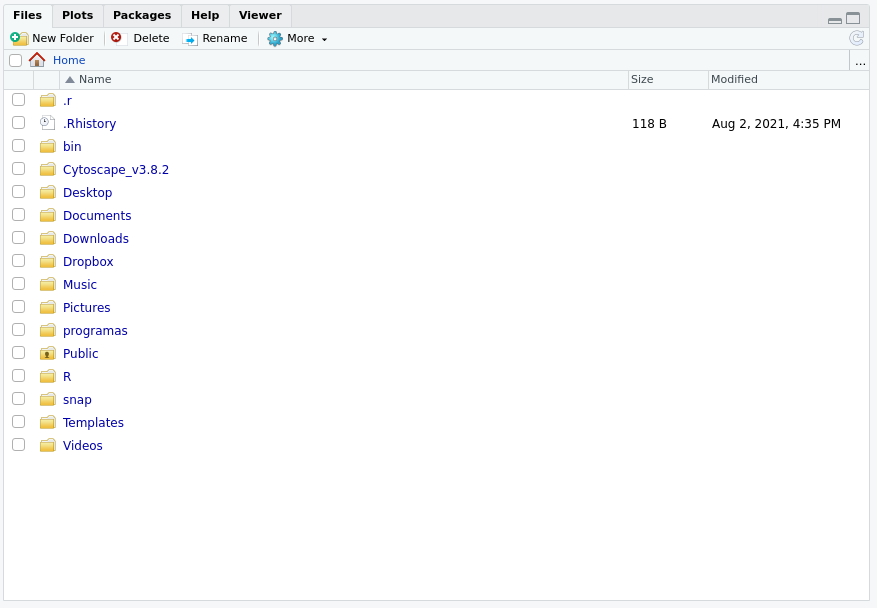 Files Plots Packages Help Viewer
New Folder Delete Rename More
Home ...
Name Size Modified
.r
.Rhistory 118 B Aug 2, 2021, 4:35 PM
bin
Cytoscape_v3.8.2
Desktop
Documents
Downloads
Dropbox
Music
Pictures
programas
Public
R
snap
Templates
Videos